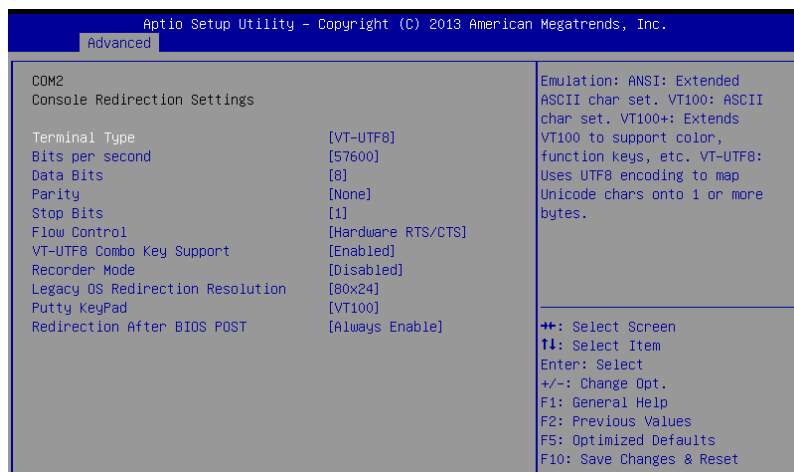 Aptio Setup Utility – Copyright (C) 2013 American Megatrends, Inc.
Advanced
COM2
Console Redirection Settings
Terminal Type [VT-UTF8]
Bits per second [57600]
Data Bits [8]
Parity [None]
Stop Bits [1]
Flow Control [Hardware RTS/CTS]
VT-UTF8 Combo Key Support [Enabled]
Recorder Mode [Disabled]
Legacy OS Redirection Resolution [80x24]
Putty KeyPad [VT100]
Redirection After BIOS POST [Always Enable]
Emulation: ANSI: Extended
ASCII char set. VT100: ASCII
char set. VT100+: Extends
VT100 to support color,
function keys, etc. VT-UTF8:
Uses UTF8 encoding to map
Unicode chars onto 1 or more
bytes.
→←: Select Screen
↑↓: Select Item
Enter: Select
+/-: Change Opt.
F1: General Help
F2: Previous Values
F5: Optimized Defaults
F10: Save Changes & Reset